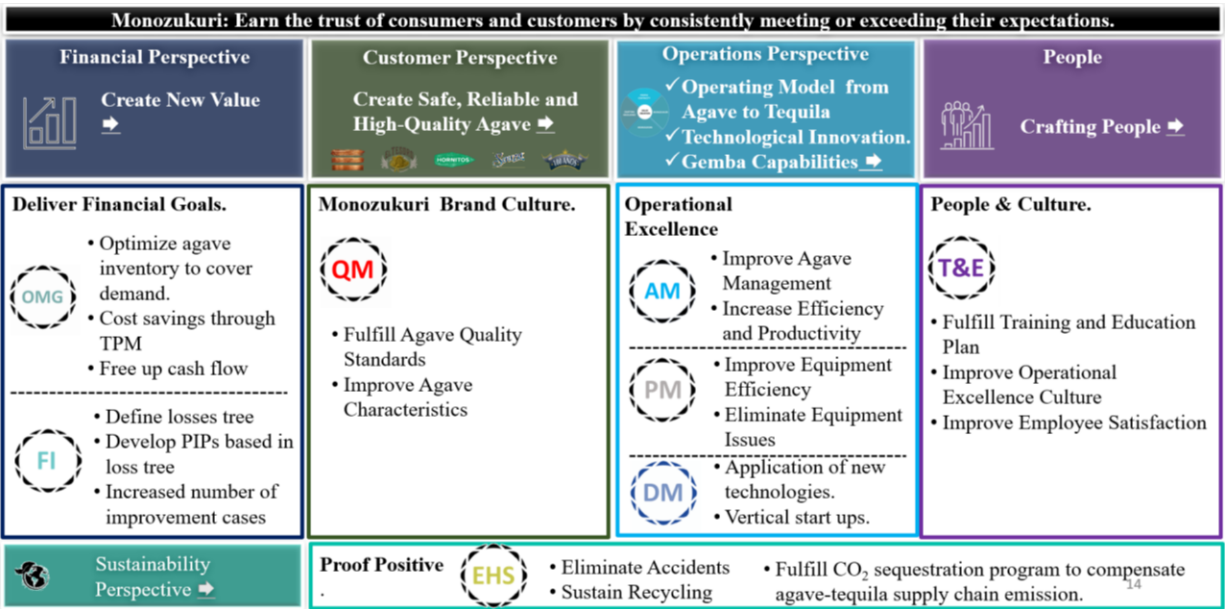 Monozukuri: Earn the trust of consumers and customers by consistently meeting or exceeding their expectations.
Financial Perspective
Create New Value
Customer Perspective
Create Safe, Reliable and
High-Quality Agave
HORNITOS
Operations Perspective
✓Operating Model from
Agave to Tequila
✓Technological Innovation.
✓Gemba Capabilities
People
Crafting People
Deliver Financial Goals.
OMG
• Optimize agave
inventory to cover
demand.
• Cost savings through
TPM
• Free up cash flow
FI
• Define losses tree
• Develop PIPs based in
loss tree
• Increased number of
improvement cases
Monozukuri Brand Culture.
QM
• Fulfill Agave Quality
Standards
• Improve Agave
Characteristics
Operational
Excellence
AM
• Improve Agave
Management
• Increase Efficiency
and Productivity
PM
• Improve Equipment
Efficiency
• Eliminate Equipment
Issues
DM
• Application of new
technologies.
• Vertical start ups.
People & Culture.
T&E
• Fulfill Training and Education
Plan
• Improve Operational
Excellence Culture
• Improve Employee Satisfaction
Sustainability
Perspective
Proof Positive
.
EHS
• Eliminate Accidents
• Sustain Recycling
• Fulfill CO₂ sequestration program to compensate
agave-tequila supply chain emission.
14